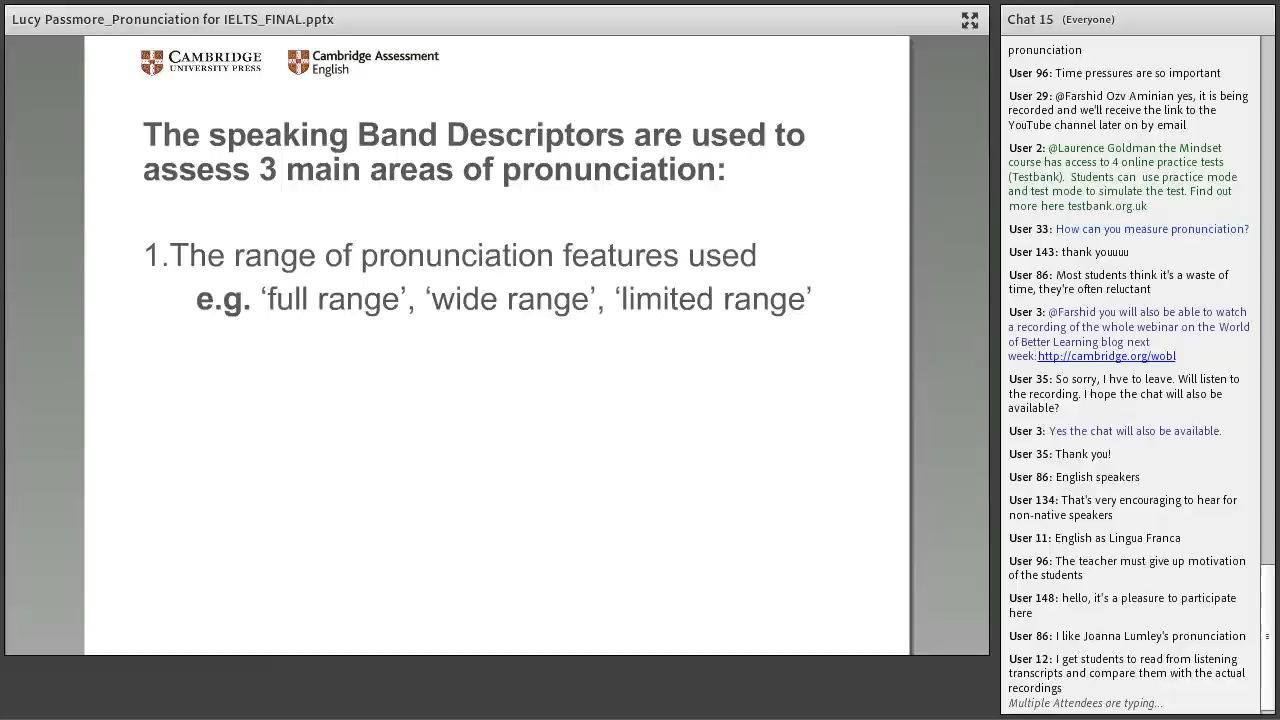 Lucy Passmore_Pronunciation for IELTS_FINAL.pptx
CAMBRIDGE
UNIVERSITY PRESS
Cambridge Assessment
English
The speaking Band Descriptors are used to
assess 3 main areas of pronunciation:
1.The range of pronunciation features used
e.g. ‘full range’, ‘wide range’, ‘limited range’
Chat 15 (Everyone)
pronunciation
User 96: Time pressures are so important
User 29: @Farshid Ozv Aminian yes, it is being
recorded and we'll receive the link to the
YouTube channel later on by email
User 2: @Laurence Goldman the Mindset
course has access to 4 online practice tests
(Testbank). Students can use practice mode
and test mode to simulate the test. Find out
more here testbank.org.uk
User 33: How can you measure pronunciation?
User 143: thank youuuu
User 86: Most students think it's a waste of
time, they're often reluctant
User 3: @Farshid you will also be able to watch
a recording of the whole webinar on the World
of Better Learning blog next
week:http://cambridge.org/wobl
User 35: So sorry, I hve to leave. Will listen to
the recording. I hope the chat will also be
available?
User 3: Yes the chat will also be available.
User 35: Thank you!
User 86: English speakers
User 134: That's very encouraging to hear for
non-native speakers
User 11: English as Lingua Franca
User 96: The teacher must give up motivation
of the students
User 148: hello, it's a pleasure to participate
here
User 86: I like Joanna Lumley's pronunciation
User 12: I get students to read from listening
transcripts and compare them with the actual
recordings
Multiple Attendees are typing...